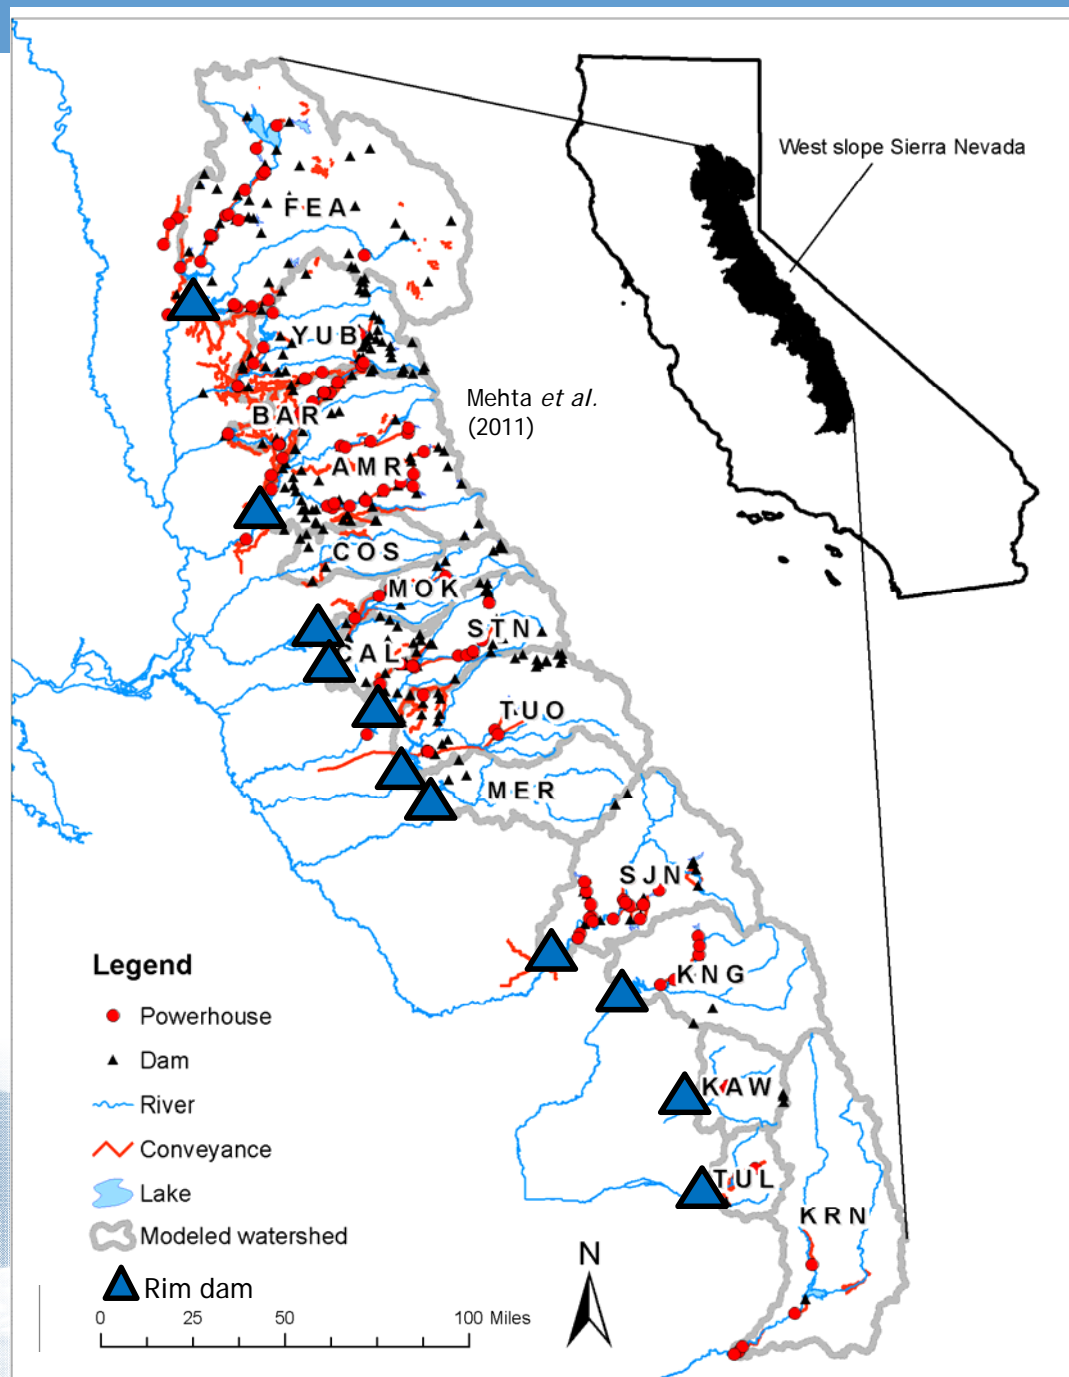 West slope Sierra Nevada
FEA
YUB
Mehta et al.
(2011)
BAR
AMR
COS
MOK
STN
CAL
TUO
MER
SJN
KNG
KAW
TUL
KRN
Legend
Powerhouse
Dam
River
Conveyance
Lake
Modeled watershed
Rim dam
N
0 25 50 100 Miles